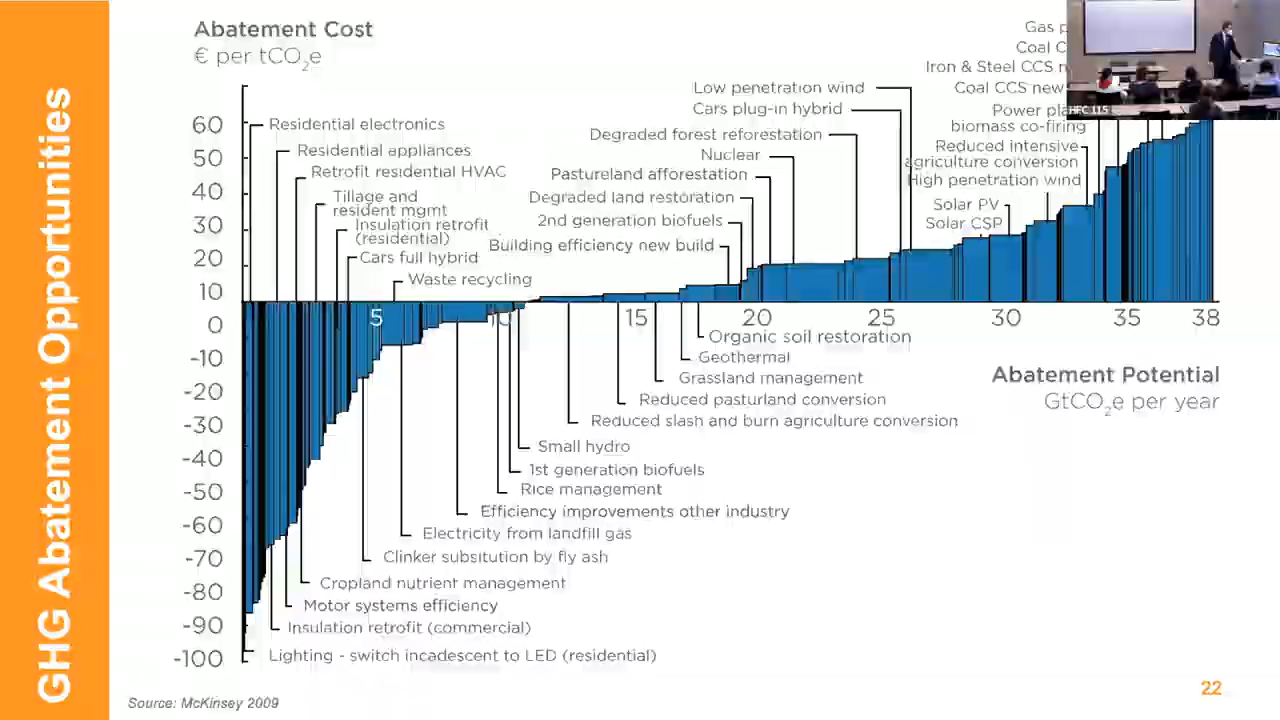 GHG Abatement Opportunities
Abatement Cost
€ per tCO2e
60
50
40
30
20
10
0
-10
-20
-30
-40
-50
-60
-70
-80
-90
-100
Residential electronics
Residential appliances
Retrofit residential HVAC
Tillage and
resident mgmt
Insulation retrofit
(residential)
Cars full hybrid
Waste recycling
Low penetration wind
Cars plug-in hybrid
Degraded forest reforestation
Nuclear
Pastureland afforestation
Degraded land restoration
2nd generation biofuels
Building efficiency new build
Gas
Coal
Iron & Steel CCS
Coal CCS new
Power
biomass co-firing
Reduced intensive
agriculture conversion
High penetration wind
Solar PV
Solar CSP
HFC 115
5
10
15
20
25
30
35
38
Organic soil restoration
Geothermal
Grassland management
Reduced pasturland conversion
Reduced slash and burn agriculture conversion
Small hydro
1st generation biofuels
Rice management
Efficiency improvements other industry
Electricity from landfill gas
Clinker subsitution by fly ash
Cropland nutrient management
Motor systems efficiency
Insulation retrofit (commercial)
Lighting - switch incadescent to LED (residential)
Abatement Potential
GtCO2e per year
Source: McKinsey 2009
22